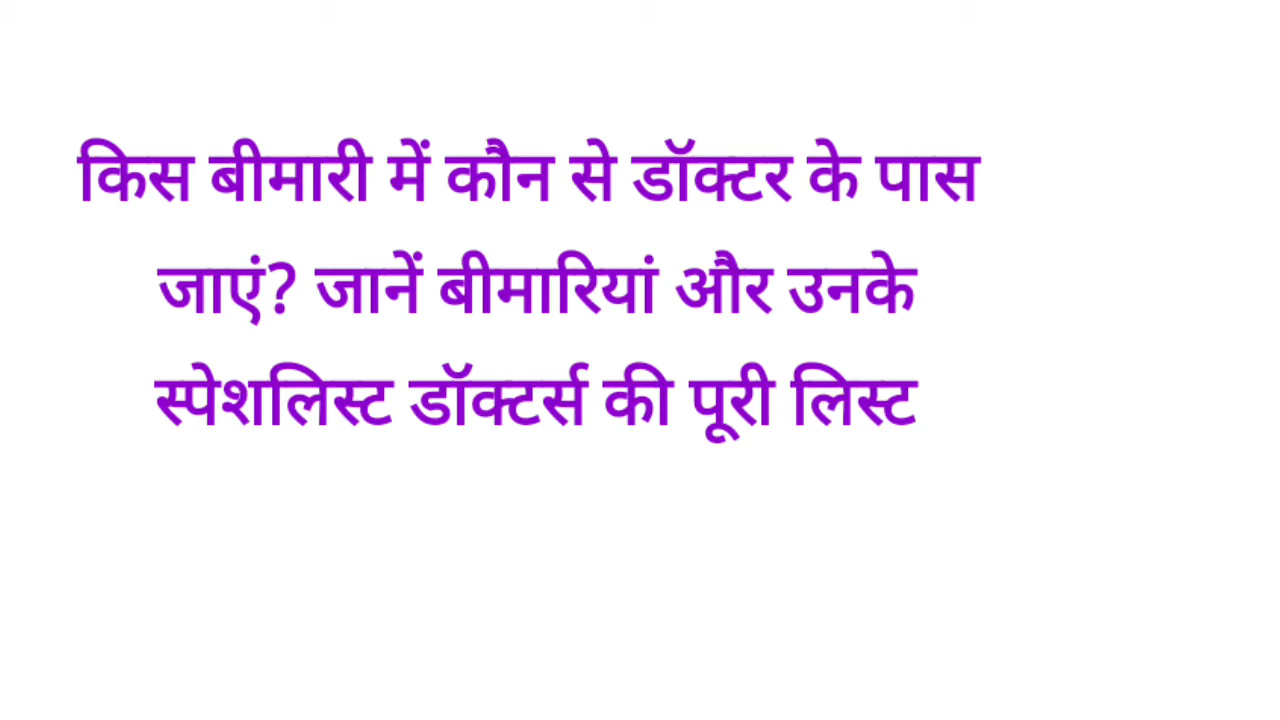 किस बीमारी में कौन से डॉक्टर के पास
जाएं? जानें बीमारियां और उनके
स्पेशलिस्ट डॉक्टर्स की पूरी लिस्ट